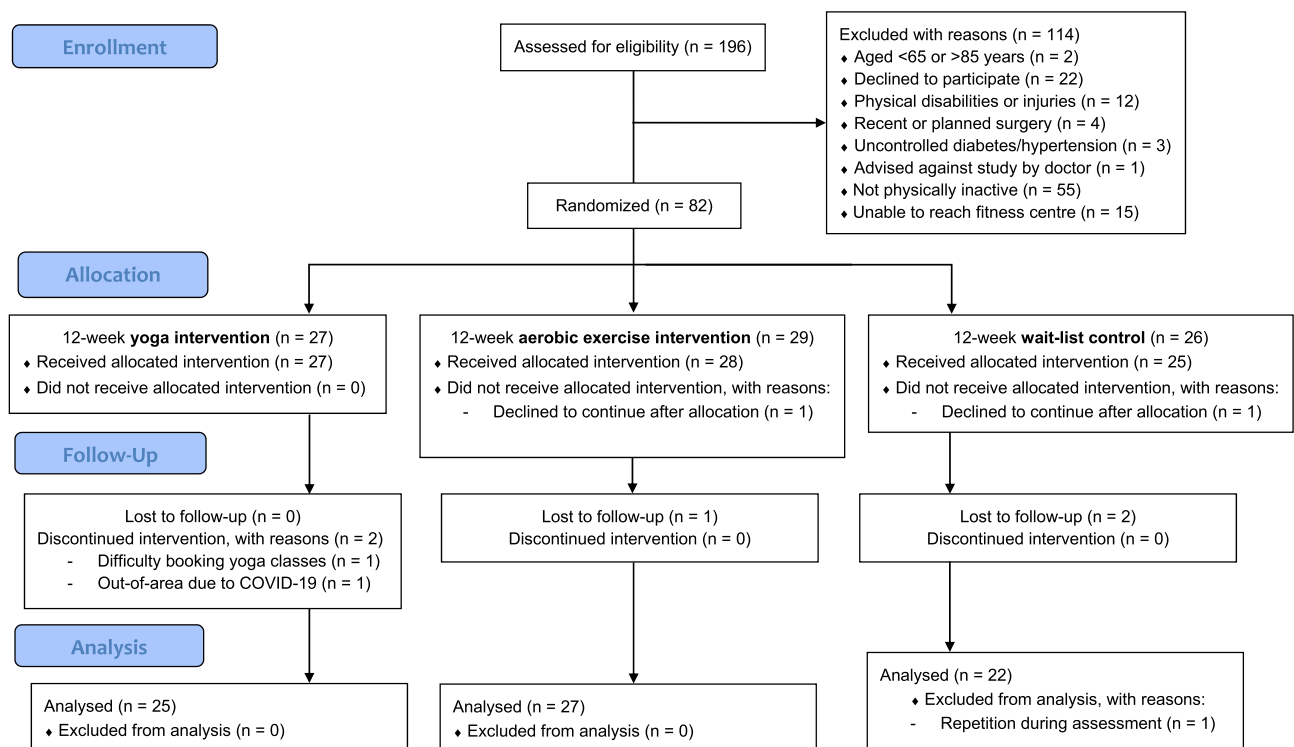 Enrollment
Assessed for eligibility (n = 196)
Excluded with reasons (n = 114)
♦ Aged <65 or >85 years (n = 2)
♦ Declined to participate (n = 22)
♦ Physical disabilities or injuries (n = 12)
♦ Recent or planned surgery (n = 4)
♦ Uncontrolled diabetes/hypertension (n = 3)
♦ Advised against study by doctor (n = 1)
♦ Not physically inactive (n = 55)
♦ Unable to reach fitness centre (n = 15)
Randomized (n = 82)
Allocation
12-week yoga intervention (n = 27)
♦ Received allocated intervention (n = 27)
♦ Did not receive allocated intervention (n = 0)
12-week aerobic exercise intervention (n = 29)
♦ Received allocated intervention (n = 28)
♦ Did not receive allocated intervention, with reasons:
- Declined to continue after allocation (n = 1)
12-week wait-list control (n = 26)
♦ Received allocated intervention (n = 25)
♦ Did not receive allocated intervention, with reasons:
- Declined to continue after allocation (n = 1)
Follow-Up
Lost to follow-up (n = 0)
Discontinued intervention, with reasons (n = 2)
- Difficulty booking yoga classes (n = 1)
- Out-of-area due to COVID-19 (n = 1)
Lost to follow-up (n = 1)
Discontinued intervention (n = 0)
Lost to follow-up (n = 2)
Discontinued intervention (n = 0)
Analysis
Analysed (n = 25)
♦ Excluded from analysis (n = 0)
Analysed (n = 27)
♦ Excluded from analysis (n = 0)
Analysed (n = 22)
♦ Excluded from analysis, with reasons:
- Repetition during assessment (n = 1)